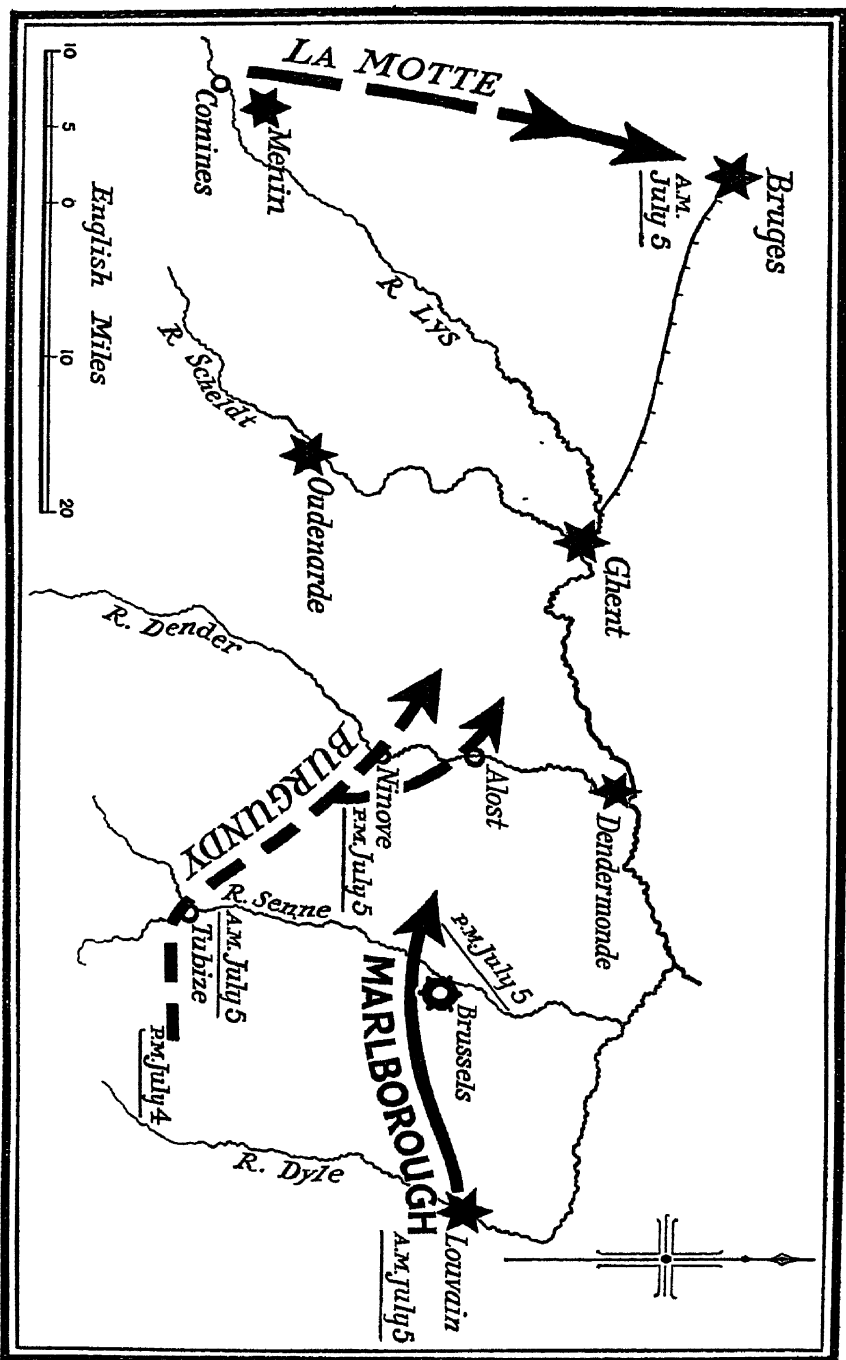 LA MOTTE
Bruges
A.M.
July 5
Menin
Comines
R. Lys
Ghent
R. Scheldt
Oudenarde
Dendermonde
Alost
R. Dender
Ninove
P.M. July 5
BURGUNDY
P.M. July 5
R. Senne
A.M. July 5
Tubize
Brussels
MARLBOROUGH
P.M. July 4
R. Dyle
Louvain
A.M. July 5
10 5 0 10 20
English Miles